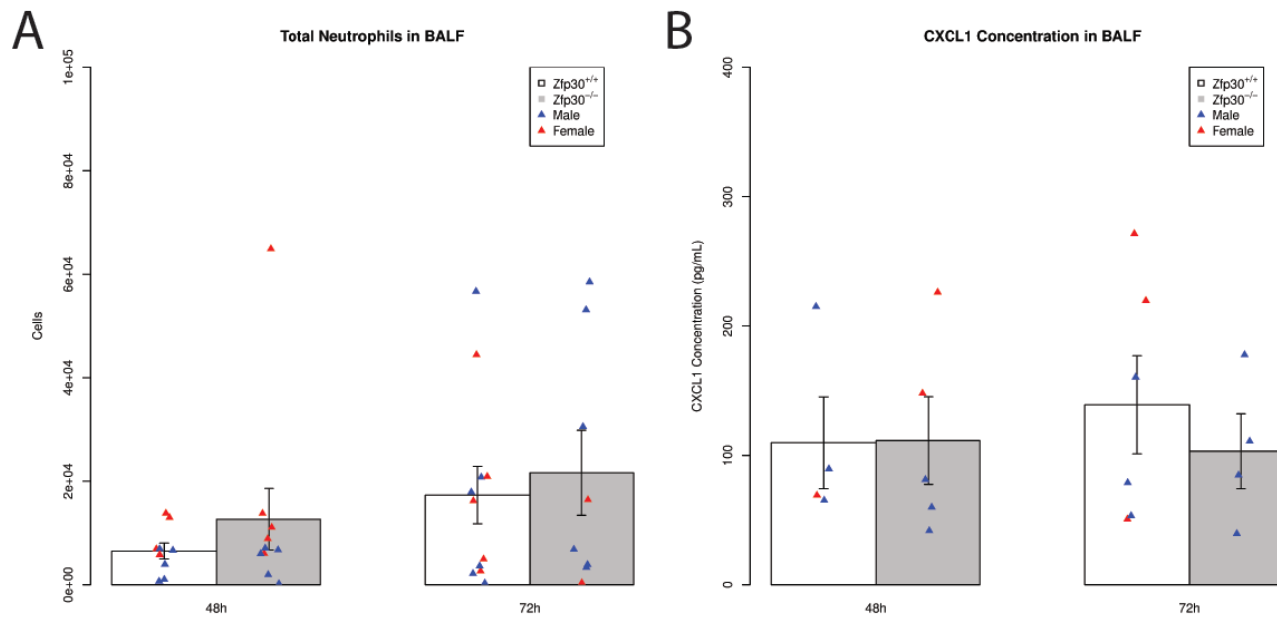 A
Total Neutrophils in BALF
Cells
1e+05
8e+04
6e+04
4e+04
2e+04
0e+00
Zfp30+/+
Zfp30−/−
Male
Female
48h
72h
B
CXCL1 Concentration in BALF
CXCL1 Concentration (pg/mL)
400
300
200
100
0
Zfp30+/+
Zfp30−/−
Male
Female
48h
72h